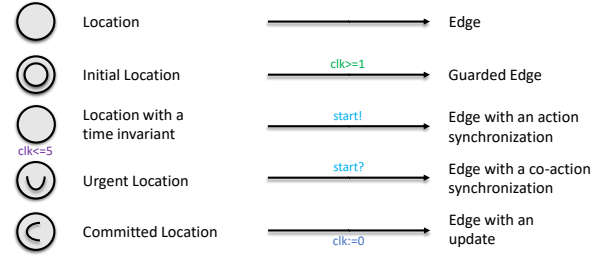 Location
Edge
clk>=1
Initial Location
Guarded Edge
Location with a
time invariant
clk<=5
start!
Edge with an action
synchronization
Urgent Location
start?
Edge with a co-action
synchronization
Committed Location
clk:=0
Edge with an
update